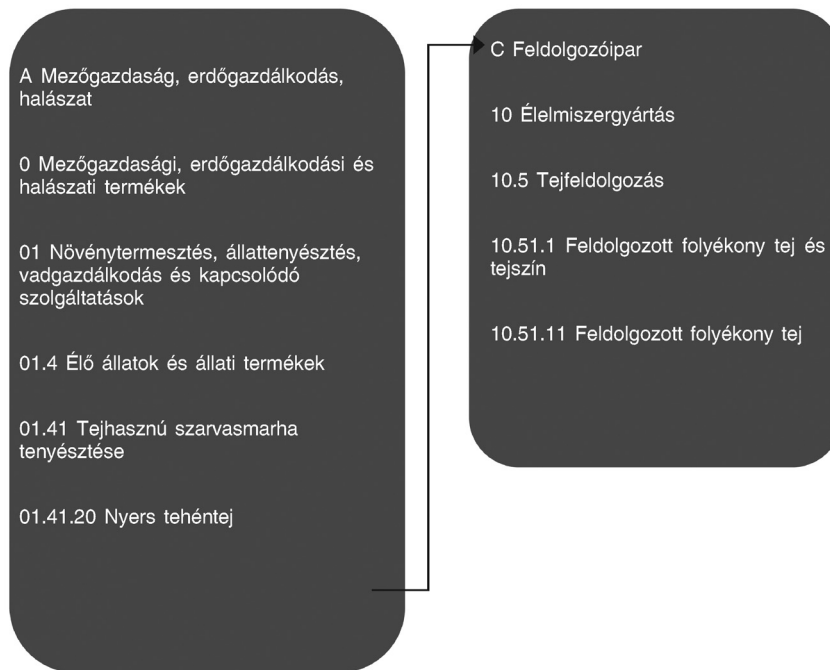 A Mezőgazdaság, erdőgazdálkodás,
halászat
0 Mezőgazdasági, erdőgazdálkodási és
halászati termékek
01 Növénytermesztés, állattenyésztés,
vadgazdálkodás és kapcsolódó
szolgáltatások
01.4 Élő állatok és állati termékek
01.41 Tejhasznú szarvasmarha
tenyésztése
01.41.20 Nyers tehéntej
C Feldolgozóipar
10 Élelmiszergyártás
10.5 Tejfeldolgozás
10.51.1 Feldolgozott folyékony tej és
tejszín
10.51.11 Feldolgozott folyékony tej